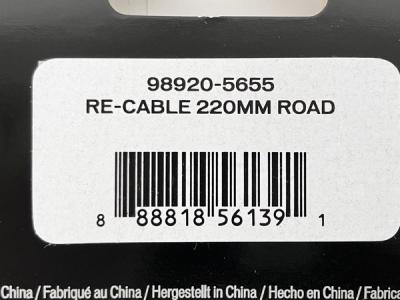 98920-5655
RE-CABLE 220MM ROAD
8 88818 56139 1
China / Fabriqué au China / Hergestellt in China / Hecho en China / Fabrica